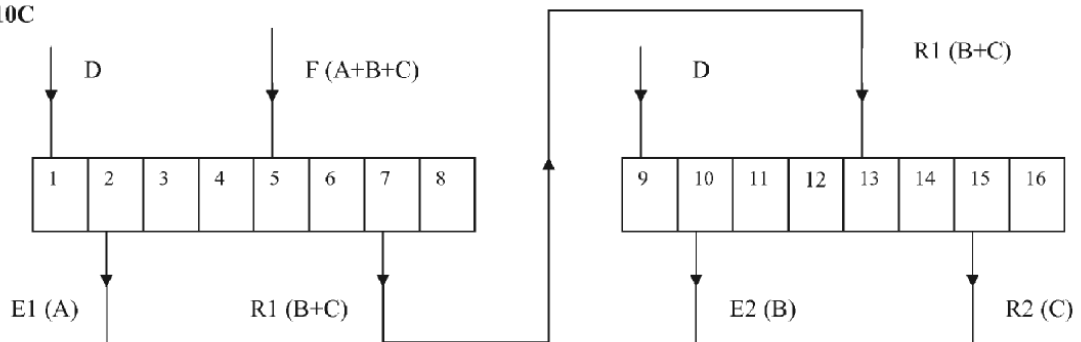 10C
D
F (A+B+C)
D
R1 (B+C)
1 2 3 4 5 6 7 8
9 10 11 12 13 14 15 16
E1 (A)
R1 (B+C)
E2 (B)
R2 (C)